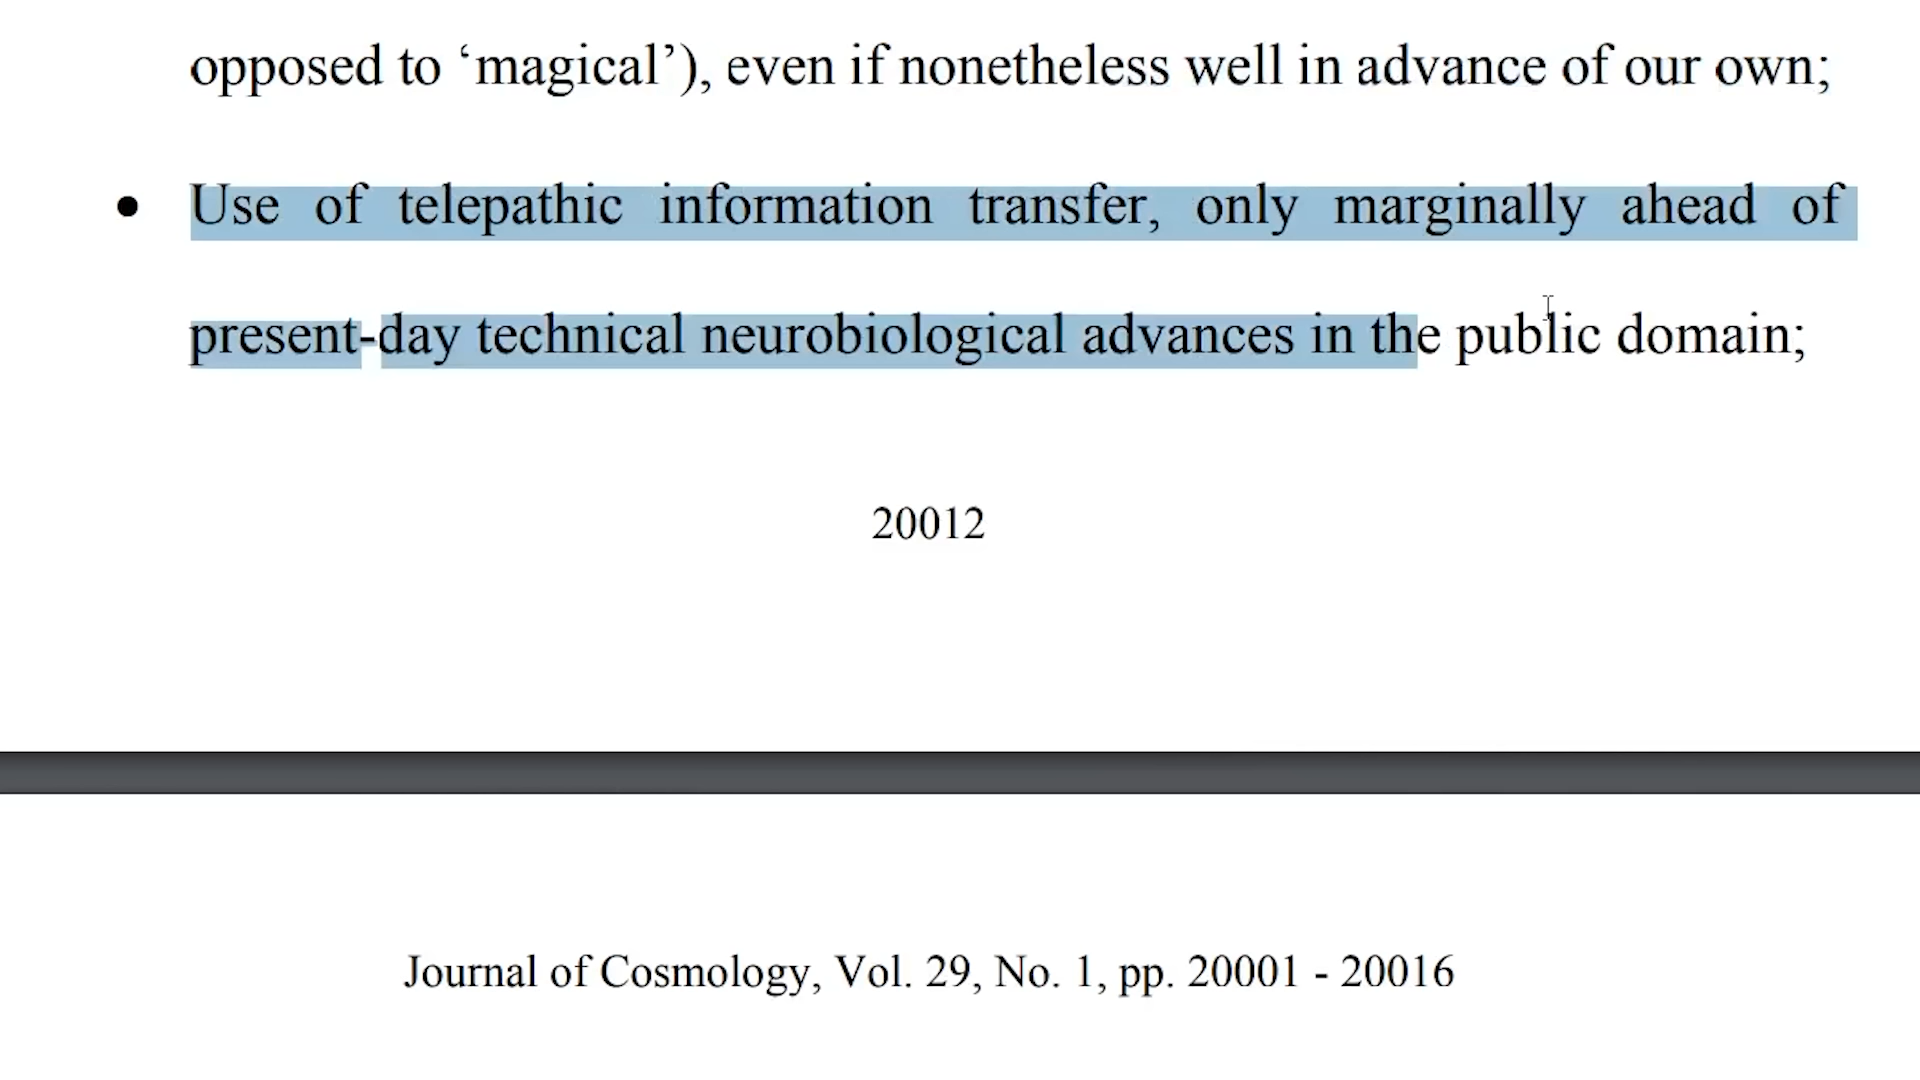 opposed to ‘magical’), even if nonetheless well in advance of our own;
• Use of telepathic information transfer, only marginally ahead of
present-day technical neurobiological advances in the public domain;
20012
Journal of Cosmology, Vol. 29, No. 1, pp. 20001 - 20016